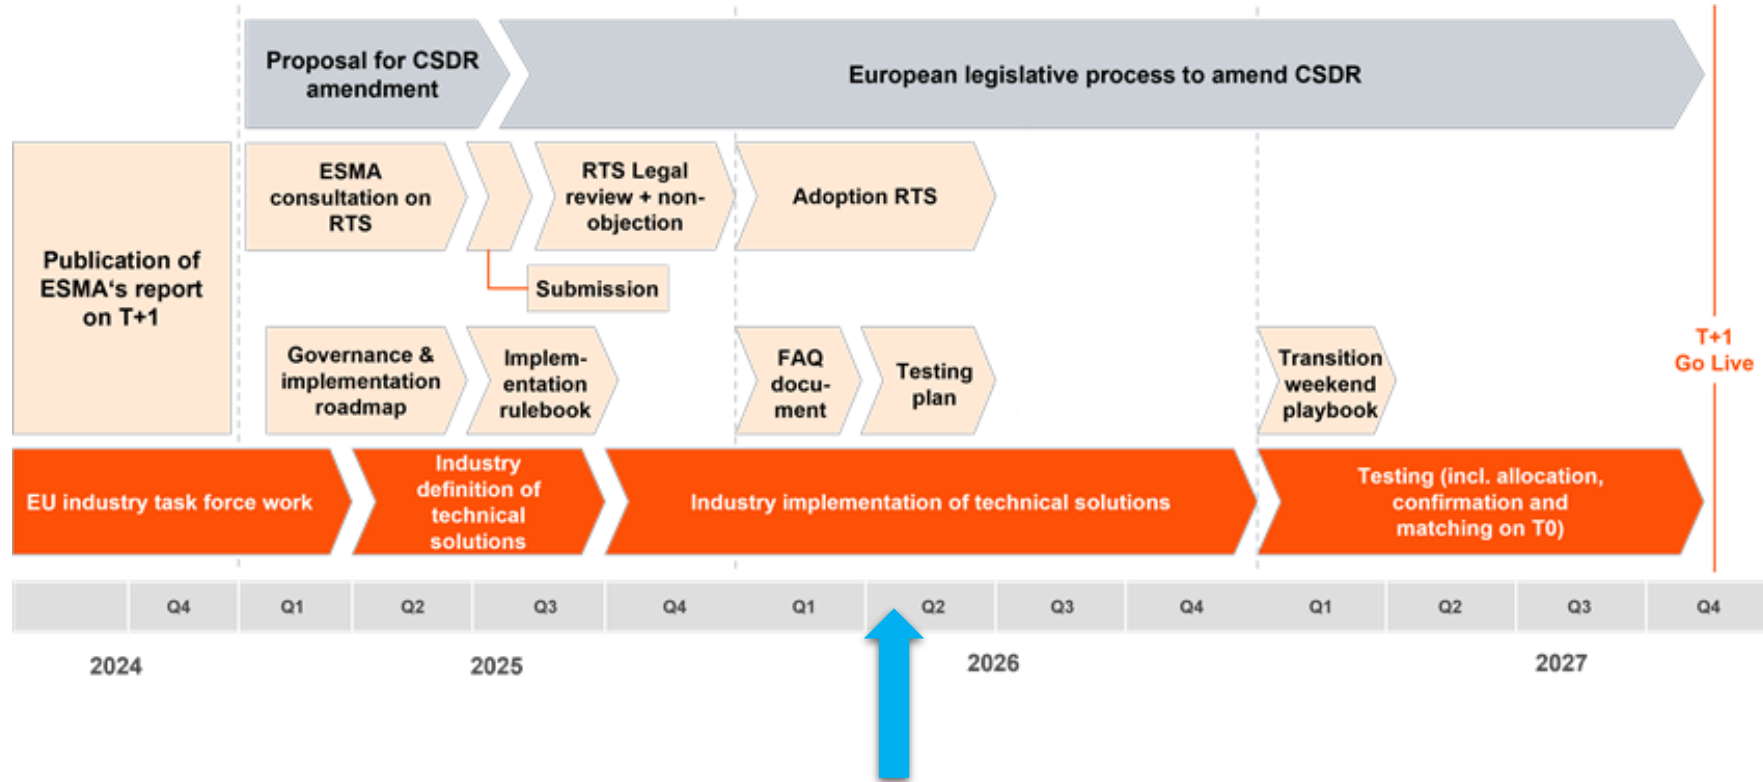 Proposal for CSDR
amendment
European legislative process to amend CSDR
Publication of
ESMA‘s report
on T+1
ESMA
consultation on
RTS
RTS Legal
review + non-
objection
Adoption RTS
Submission
Governance &
implementation
roadmap
Implem-
entation
rulebook
FAQ
docu-
ment
Testing
plan
Transition
weekend
playbook
T+1
Go Live
EU industry task force work
Industry
definition of
technical
solutions
Industry implementation of technical solutions
Testing (incl. allocation,
confirmation and
matching on T0)
Q4
Q1
Q2
Q3
Q4
Q1
Q2
Q3
Q4
Q1
Q2
Q3
Q4
2024
2025
2026
2027